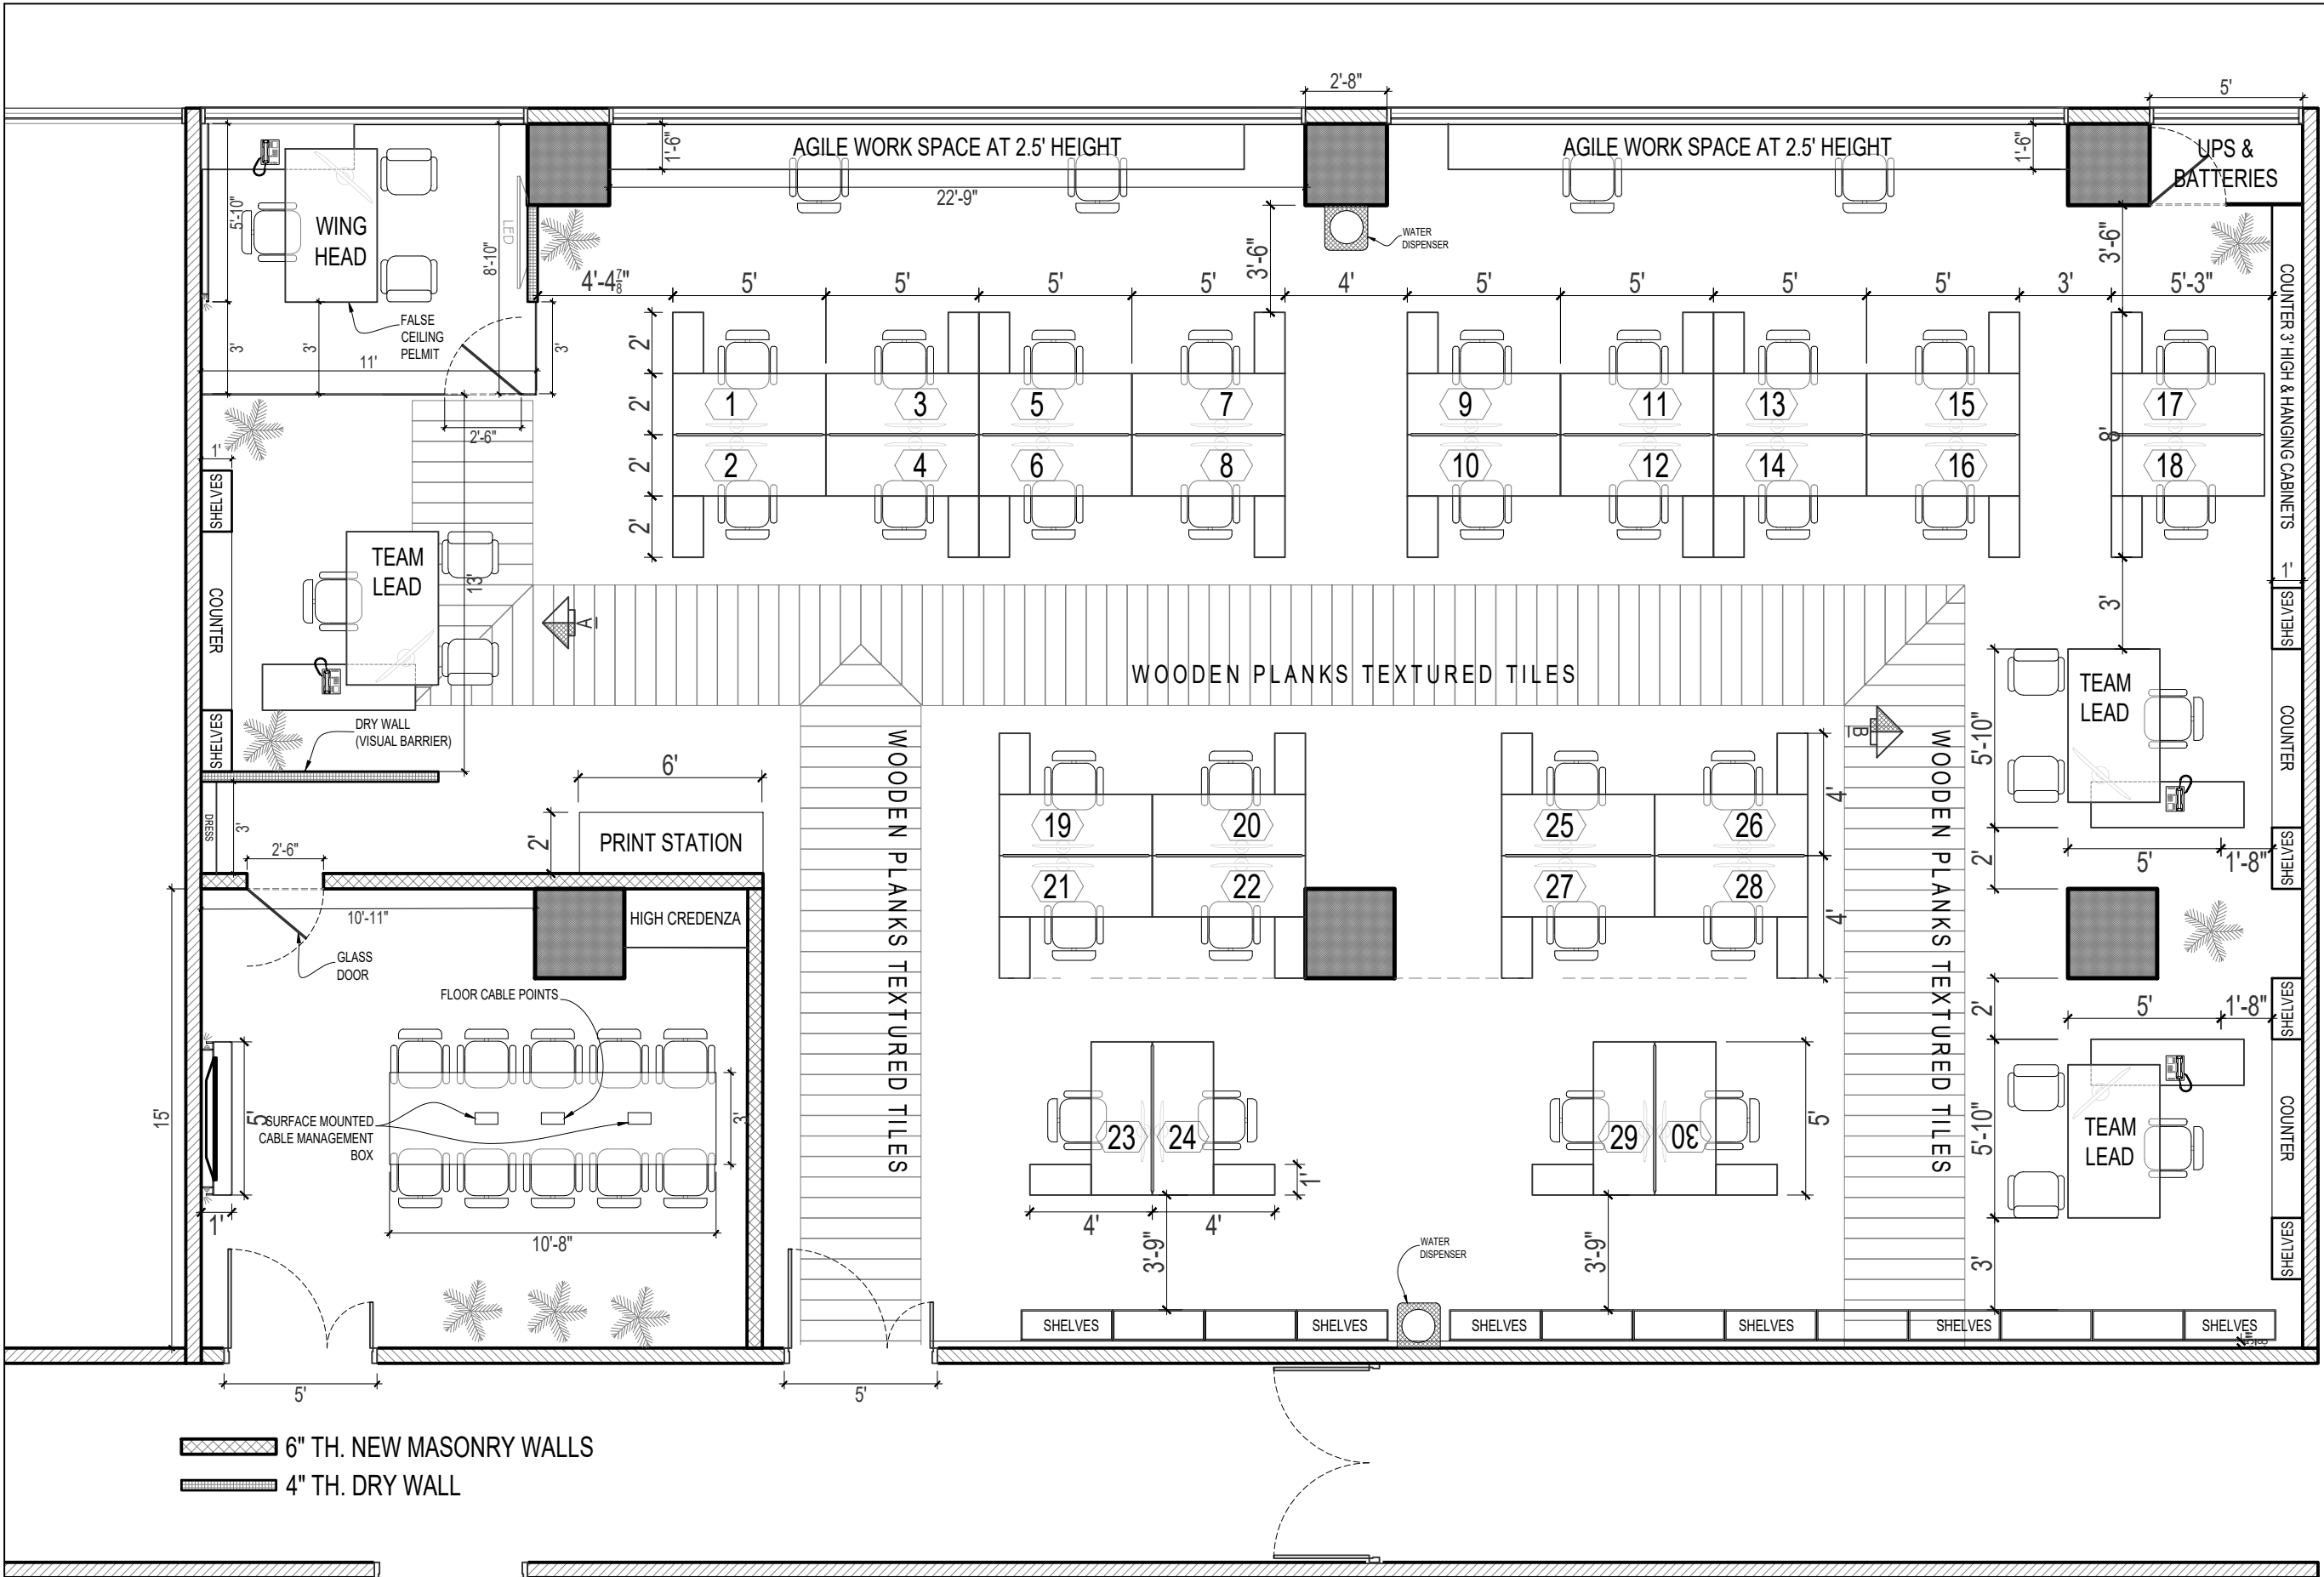 2'-8"
5'
AGILE WORK SPACE AT 2.5' HEIGHT
AGILE WORK SPACE AT 2.5' HEIGHT
1'-6"
1'-6"
UPS &
BATTERIES
22'-9"
5'-10"
WING
HEAD
LED
8'-10"
WATER
DISPENSER
3'-6"
3'-6"
4'-4⅞"
5'
5'
5'
4'
5'
5'
5'
5'
3'
5'-3"
COUNTER 3' HIGH & HANGING CABINETS
FALSE
CEILING
PELMIT
3'
3'
11'
3'
2'
2'
2'
2'
1
3
5
7
9
11
13
15
17
2
4
6
8
10
12
14
16
18
8'
2'-6"
1'
SHELVES
COUNTER
SHELVES
TEAM
LEAD
13'
A
1'
3'
SHELVES
WOODEN PLANKS TEXTURED TILES
TEAM
LEAD
COUNTER
5'-10"
DRY WALL
(VISUAL BARRIER)
B
WOODEN PLANKS TEXTURED TILES
WOODEN PLANKS TEXTURED TILES
6'
2'
PRINT STATION
DRESS
3'
2'-6"
19
20
25
26
21
22
27
28
4'
4'
2'
5'
1'-8"
SHELVES
10'-11"
HIGH CREDENZA
GLASS
DOOR
FLOOR CABLE POINTS
SHELVES
2'
5'
1'-8"
15'
5'
SURFACE MOUNTED
CABLE MANAGEMENT
BOX
3'
23
24
29
30
5'
5'-10"
TEAM
LEAD
COUNTER
1'
1'
10'-8"
4'
4'
3'-9"
3'-9"
3'
SHELVES
WATER
DISPENSER
SHELVES
SHELVES
SHELVES
SHELVES
SHELVES
SHELVES
5'
5'
6" TH. NEW MASONRY WALLS
4" TH. DRY WALL